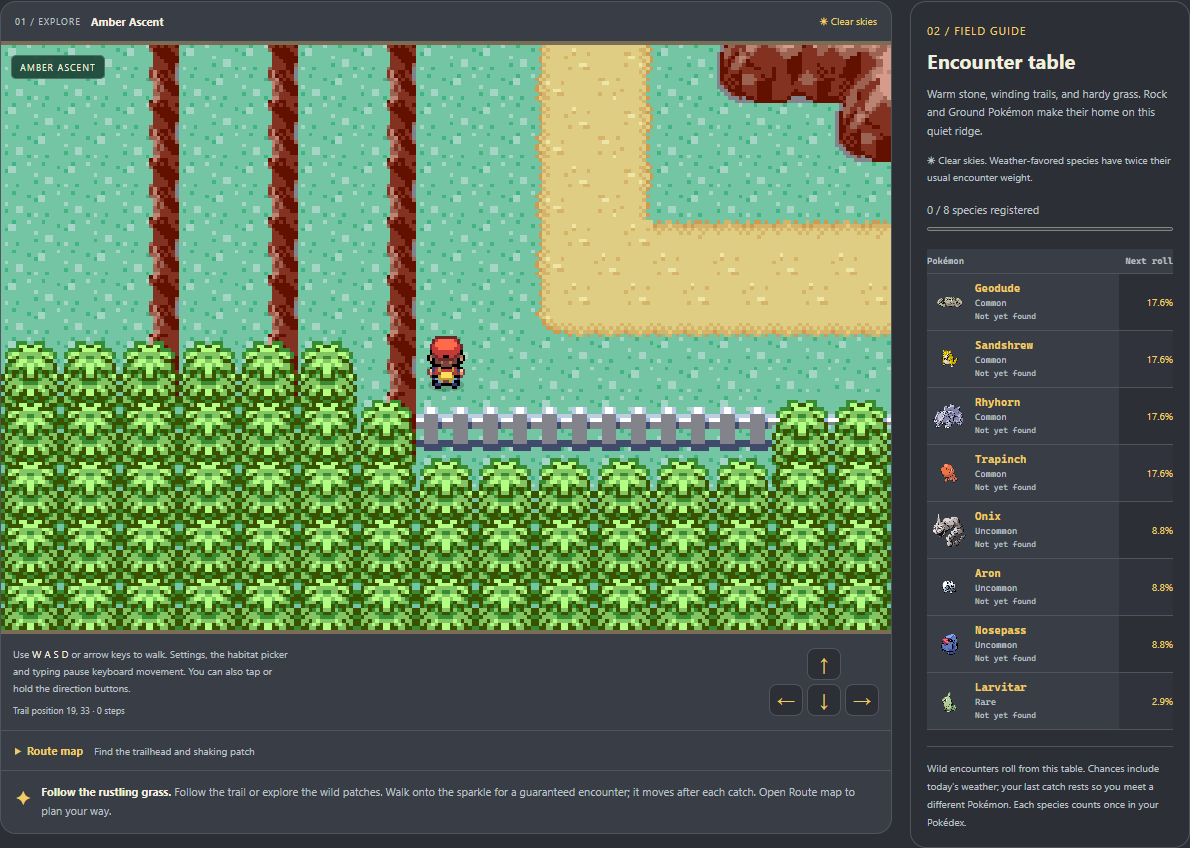 01 / EXPLORE Amber Ascent
☀ Clear skies
AMBER ASCENT
Use W A S D or arrow keys to walk. Settings, the habitat picker
and typing pause keyboard movement. You can also tap or
hold the direction buttons.
Trail position 19, 33 · 0 steps
↑
← ↓ →
▶ Route map Find the trailhead and shaking patch
✦ Follow the rustling grass. Follow the trail or explore the wild patches. Walk onto the sparkle for a guaranteed encounter; it moves after each catch. Open Route map to
plan your way.
02 / FIELD GUIDE
Encounter table
Warm stone, winding trails, and hardy grass. Rock
and Ground Pokémon make their home on this
quiet ridge.
☀ Clear skies. Weather-favored species have twice their
usual encounter weight.
0 / 8 species registered
Pokémon Next roll
Geodude
Common 17.6%
Not yet found
Sandshrew
Common 17.6%
Not yet found
Rhyhorn
Common 17.6%
Not yet found
Trapinch
Common 17.6%
Not yet found
Onix
Uncommon 8.8%
Not yet found
Aron
Uncommon 8.8%
Not yet found
Nosepass
Uncommon 8.8%
Not yet found
Larvitar
Rare 2.9%
Not yet found
Wild encounters roll from this table. Chances include
today's weather; your last catch rests so you meet a
different Pokémon. Each species counts once in your
Pokédex.